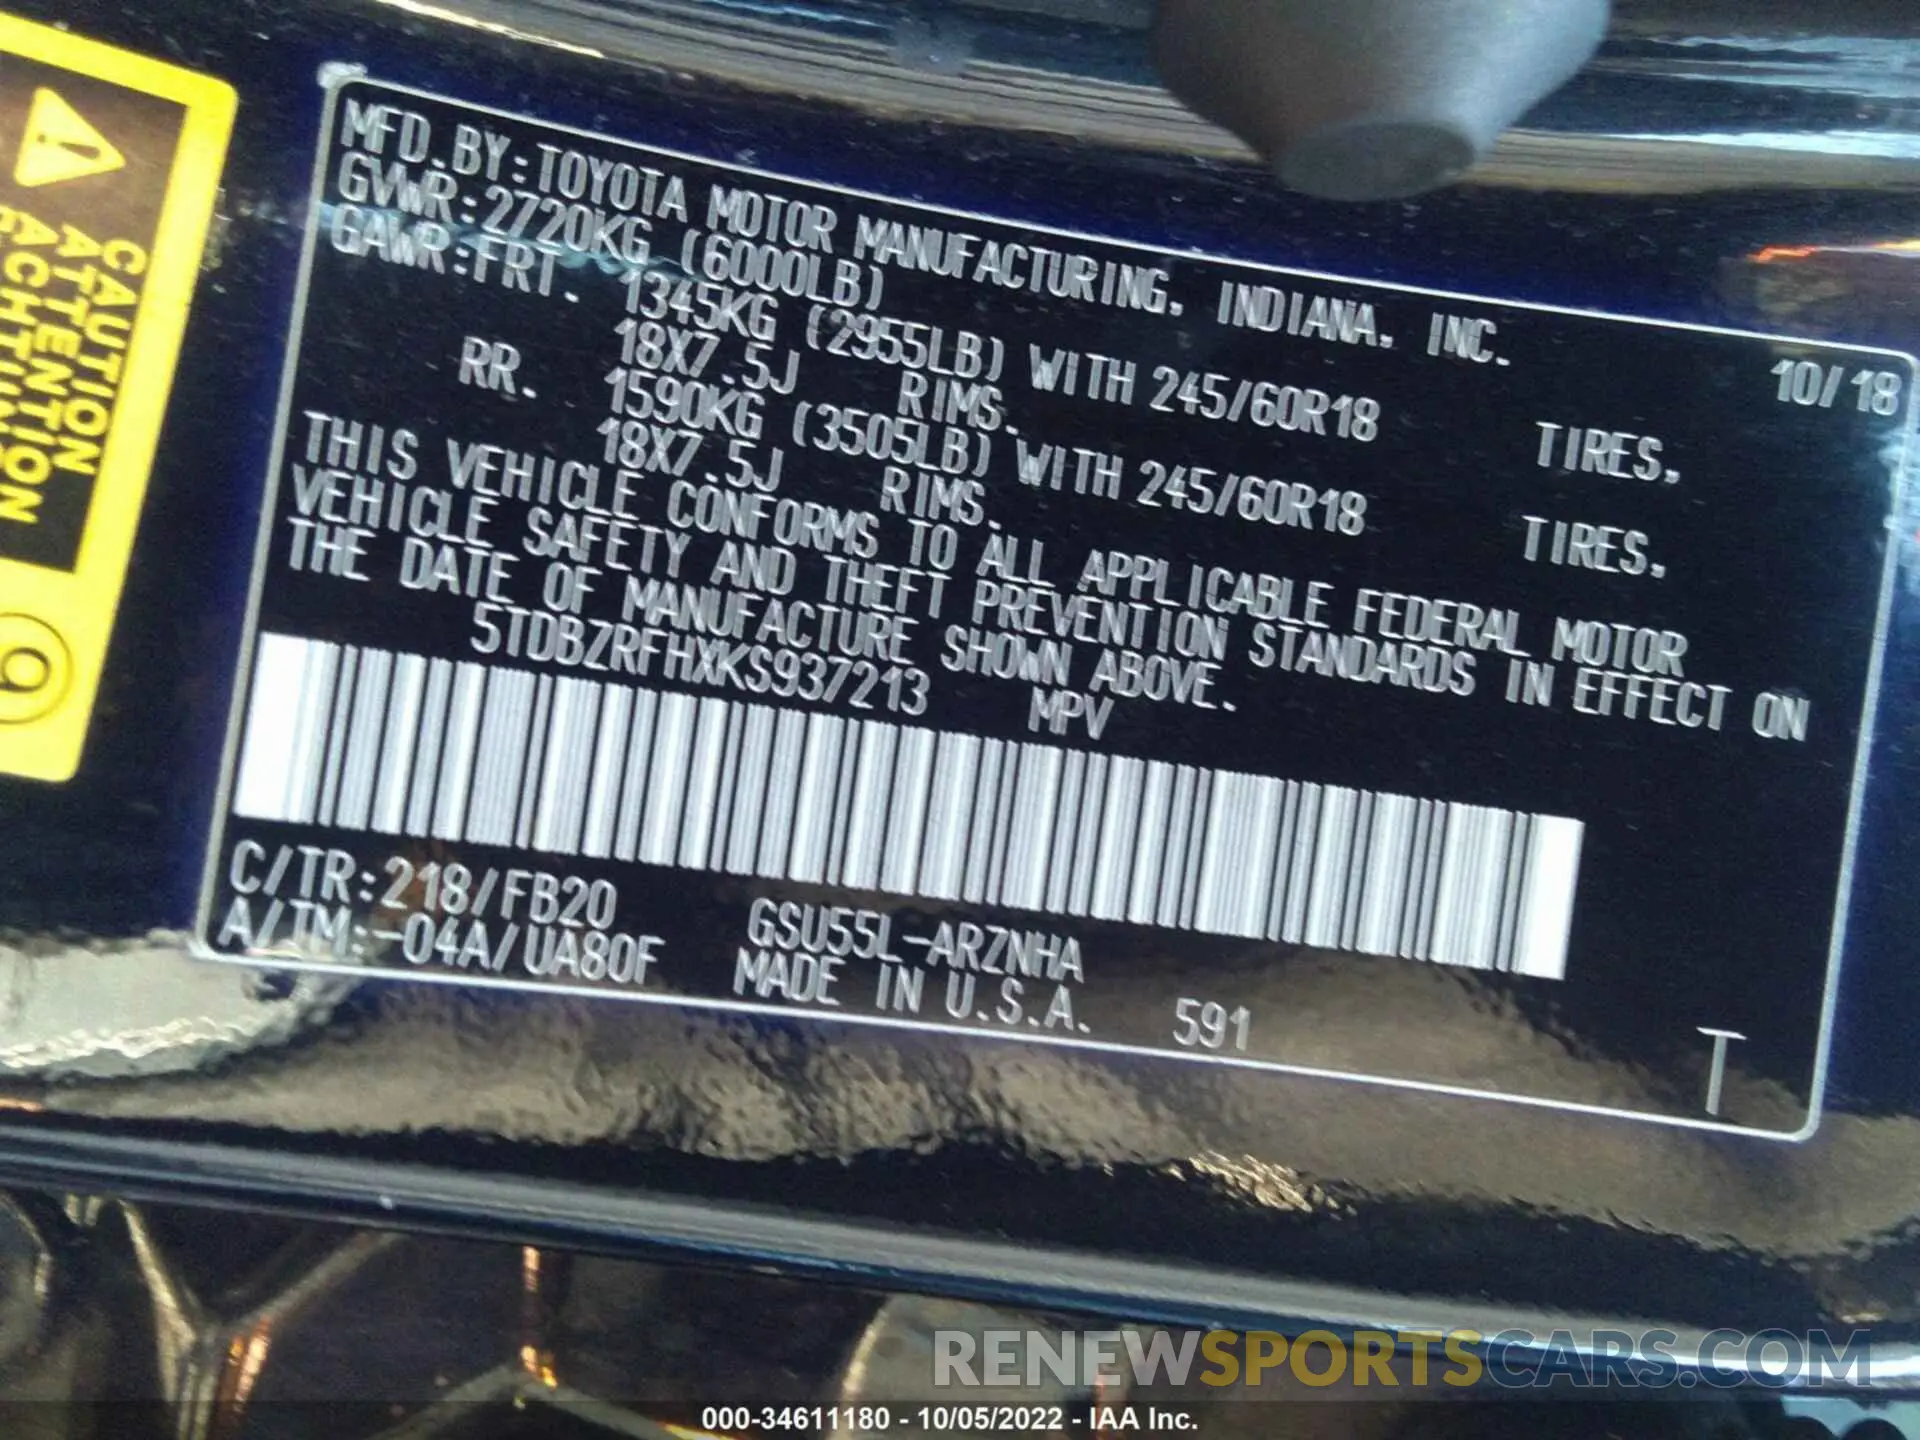 MFD.BY:TOYOTA MOTOR MANUFACTURING, INDIANA, INC. 10/18
GVWR:2720KG (6000LB)
GAWR:FRT. 1345KG (2955LB) WITH 245/60R18 TIRES,
18X7.5J RIMS.
RR. 1590KG (3505LB) WITH 245/60R18 TIRES,
18X7.5J RIMS.
THIS VEHICLE CONFORMS TO ALL APPLICABLE FEDERAL MOTOR
VEHICLE SAFETY AND THEFT PREVENTION STANDARDS IN EFFECT ON
THE DATE OF MANUFACTURE SHOWN ABOVE.
5TDBZRFHXKS937213 MPV
C/TR:218/FB20 GSU55L-ARZNHA
A/TM:-04A/UA80F MADE IN U.S.A. 591
T
CAUTION
ATTENTION
9
RENEWSPORTSCARS.COM
000-34611180 - 10/05/2022 - IAA Inc.